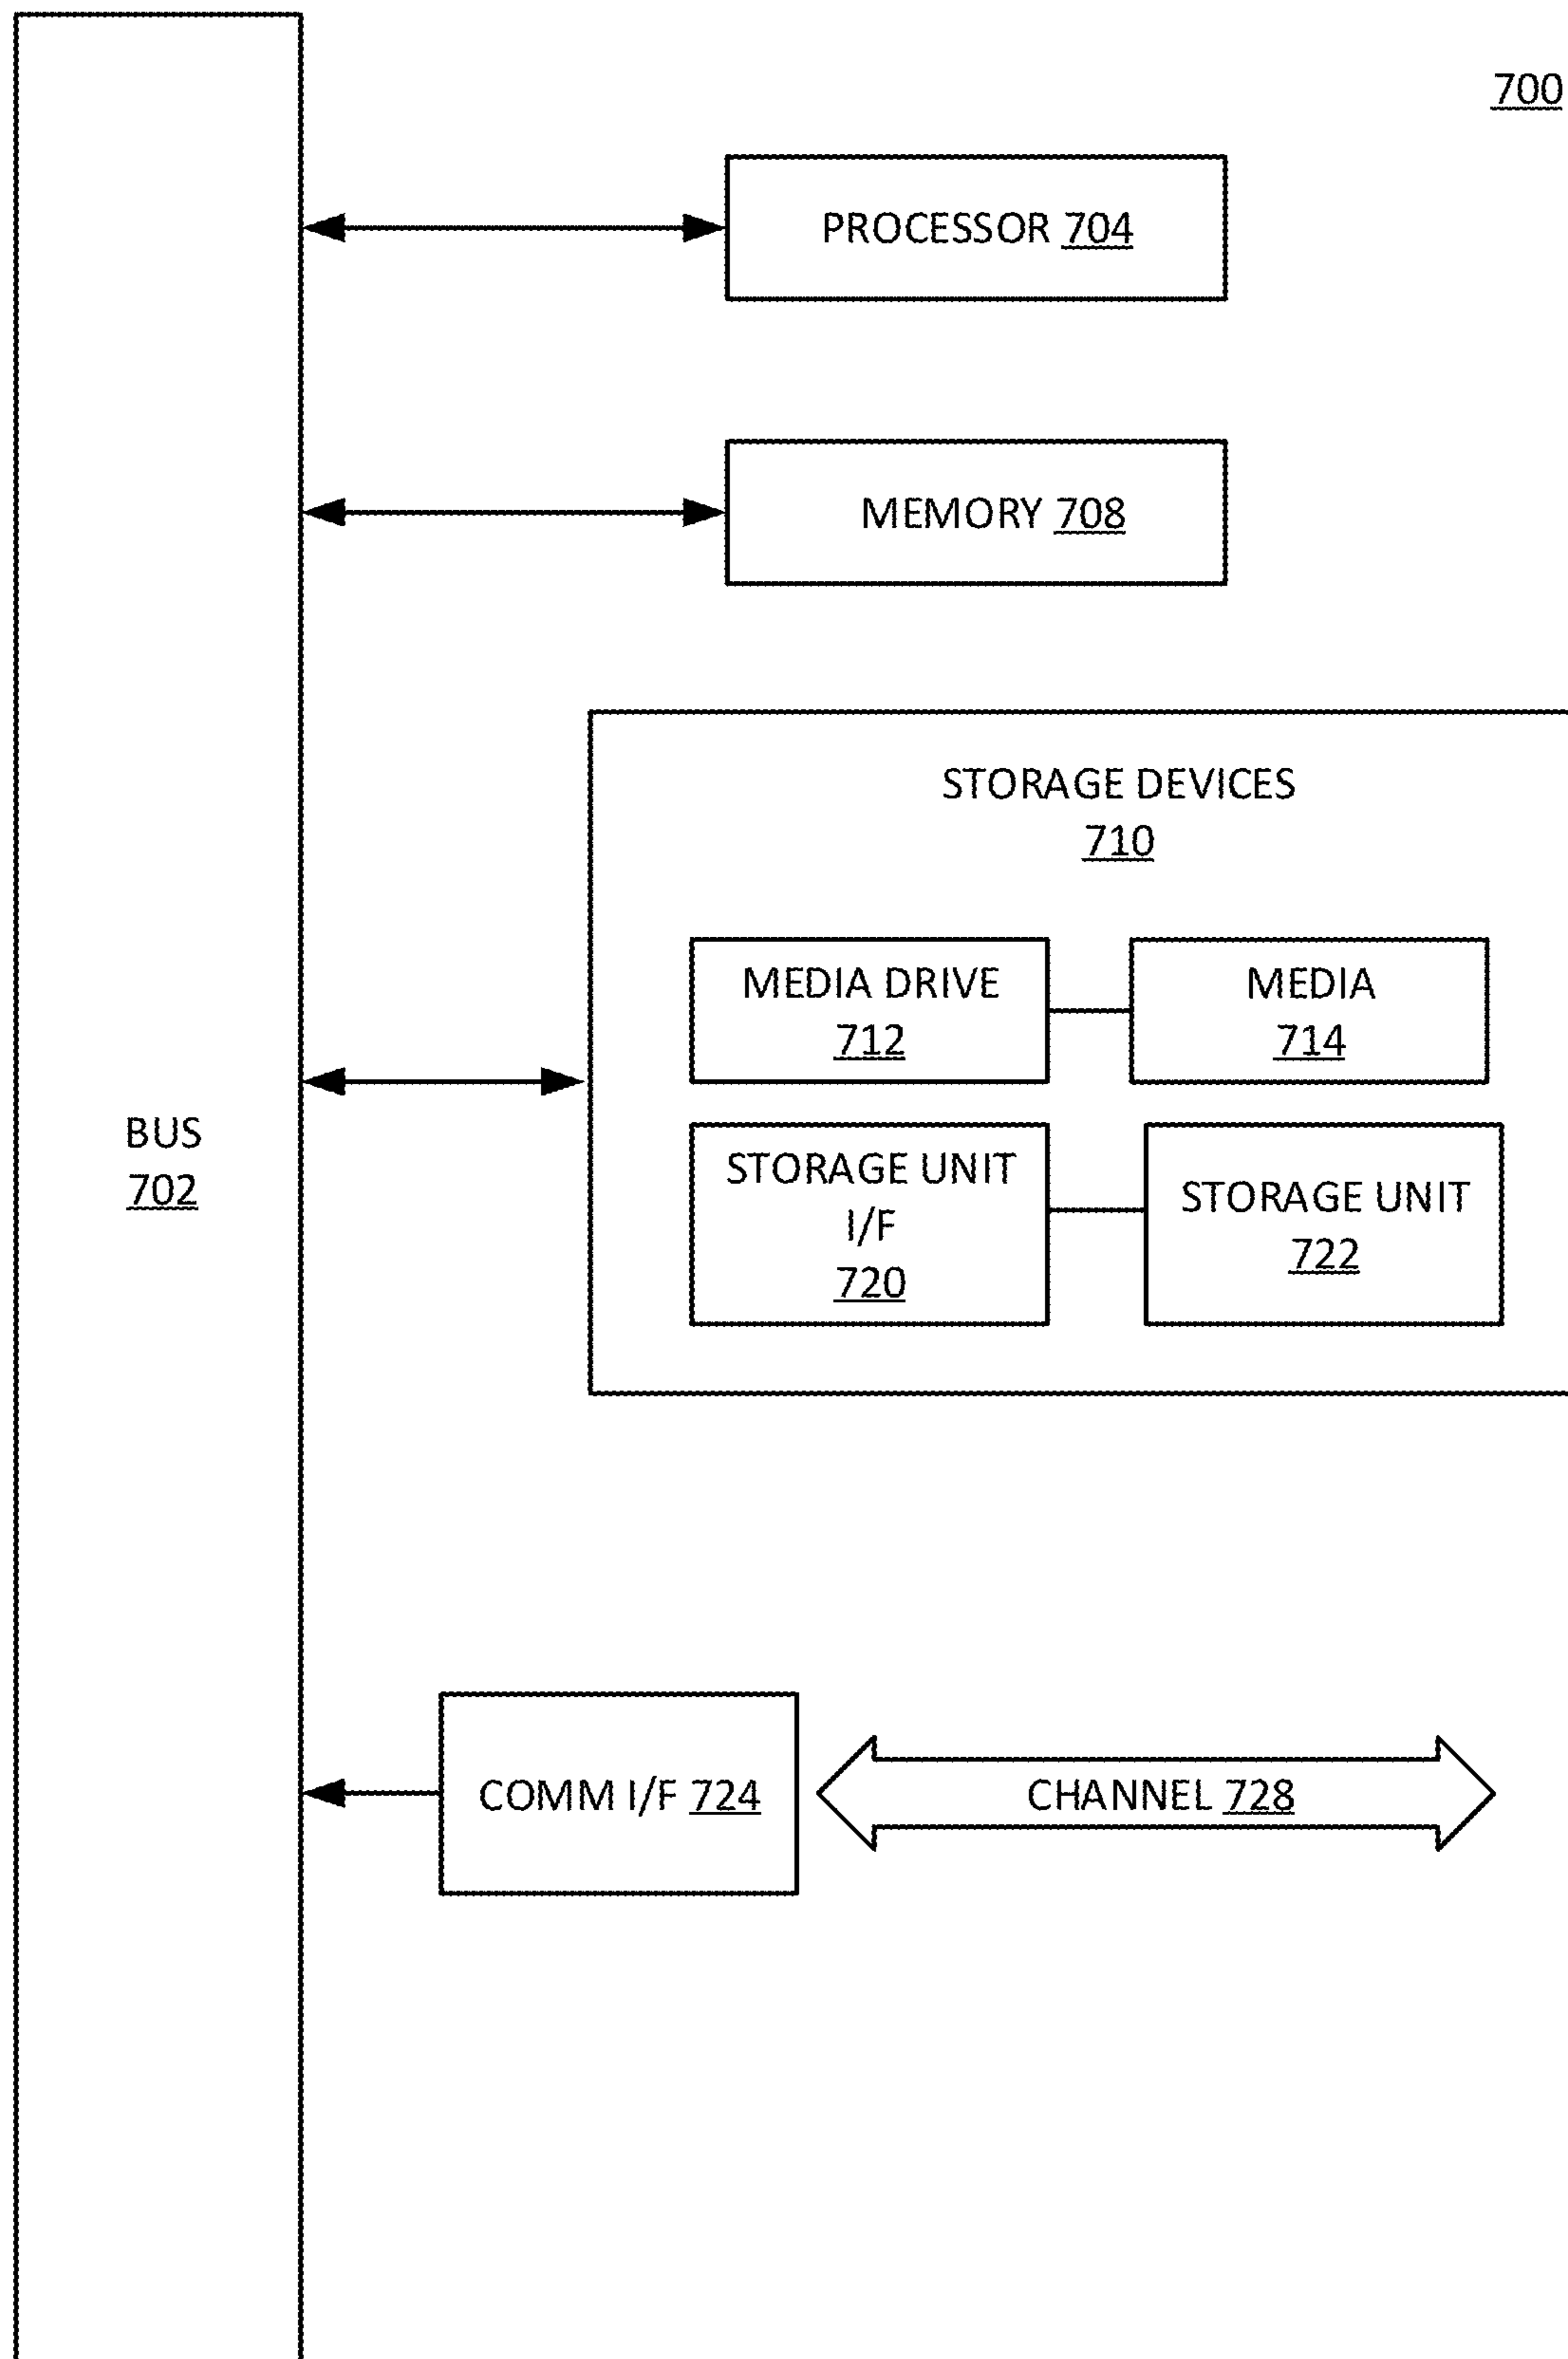 700
PROCESSOR 704
MEMORY 708
STORAGE DEVICES
710
MEDIA DRIVE
712
MEDIA
714
BUS
702
STORAGE UNIT
I/F
720
STORAGE UNIT
722
COMM I/F 724
CHANNEL 728